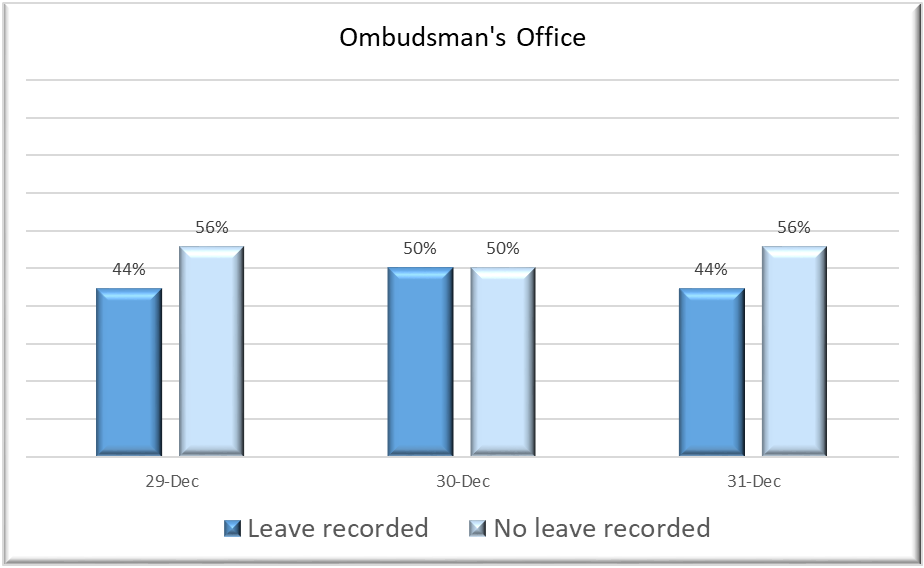 Ombudsman's Office
44%
56%
50%
50%
44%
56%
29-Dec
30-Dec
31-Dec
Leave recorded
No leave recorded